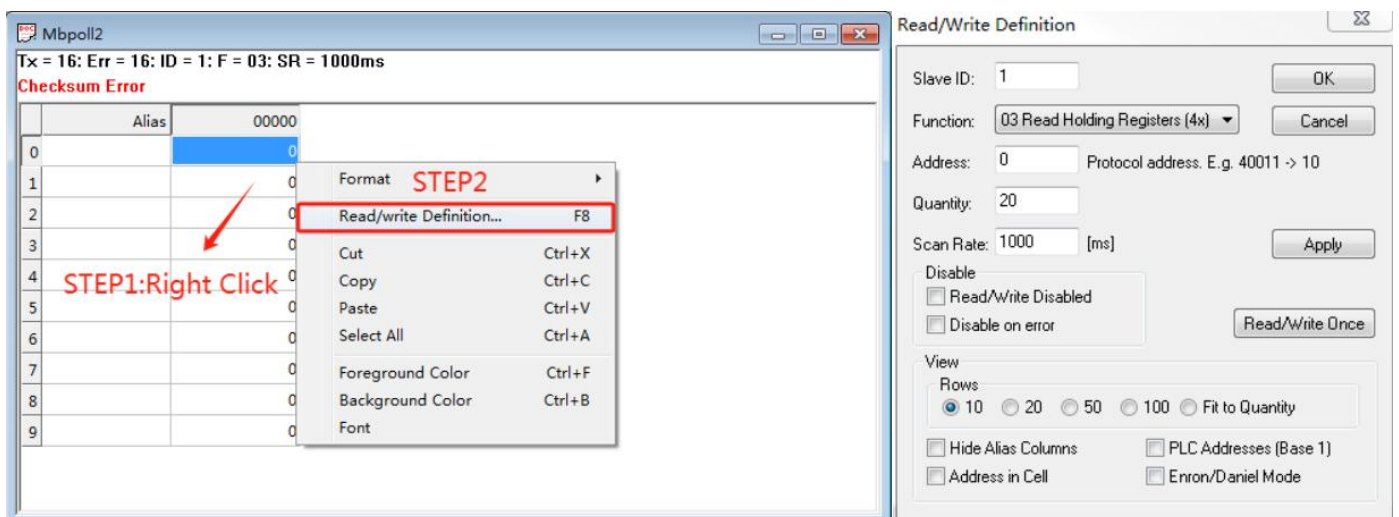 Mbpoll2
Tx = 16: Err = 16: ID = 1: F = 03: SR = 1000ms
Checksum Error
Alias 00000
0 0
1 0
2 0
3 0
4 0
5 0
6 0
7 0
8 0
9 0
STEP1:Right Click
STEP2
Format
Read/write Definition... F8
Cut Ctrl+X
Copy Ctrl+C
Paste Ctrl+V
Select All Ctrl+A
Foreground Color Ctrl+F
Background Color Ctrl+B
Font
Read/Write Definition
Slave ID: 1 OK
Function: 03 Read Holding Registers (4x) Cancel
Address: 0 Protocol address. E.g. 40011 -> 10
Quantity: 20
Scan Rate: 1000 [ms] Apply
Disable
Read/Write Disabled
Disable on error Read/Write Once
View
Rows
10 20 50 100 Fit to Quantity
Hide Alias Columns PLC Addresses (Base 1)
Address in Cell Enron/Daniel Mode